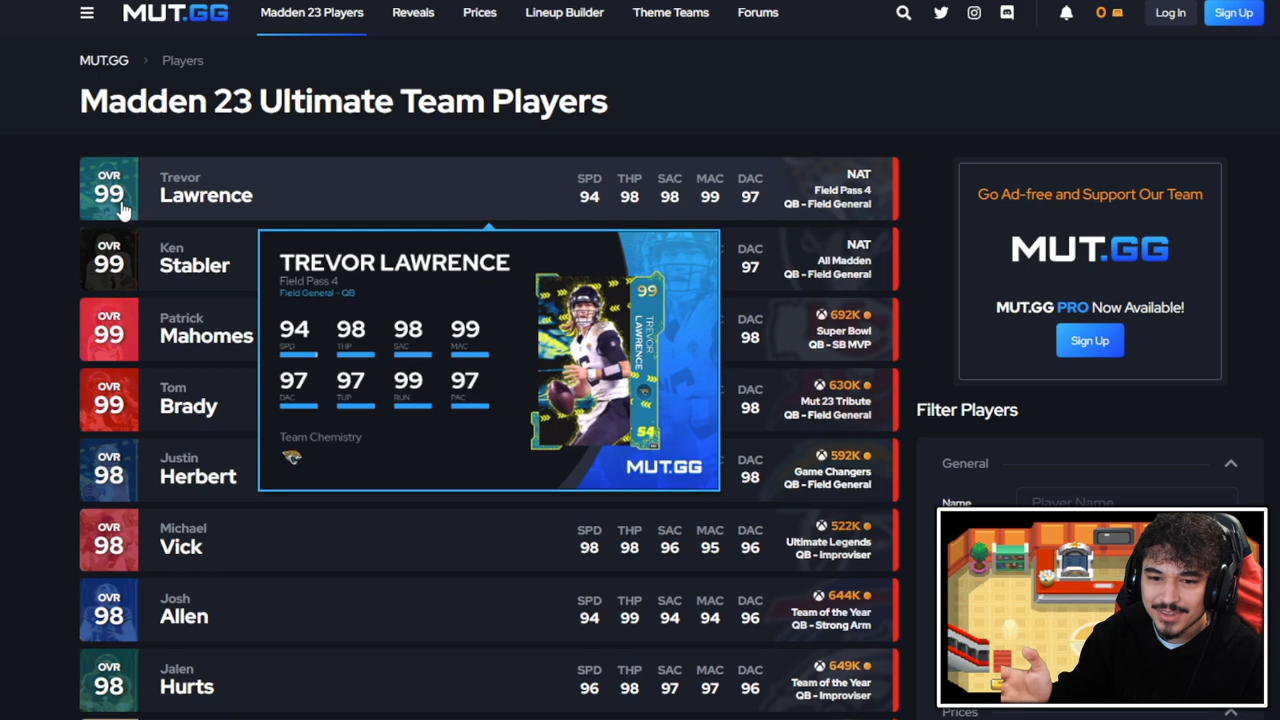 MUT.GG
Madden 23 Players
Reveals
Prices
Lineup Builder
Theme Teams
Forums
0
Log In
Sign Up
MUT.GG › Players
Madden 23 Ultimate Team Players
OVR
99
Trevor
Lawrence
SPD THP SAC MAC DAC
94 98 98 99 97
NAT
Field Pass 4
QB - Field General
OVR
99
Ken
Stabler
DAC
97
NAT
All Madden
QB - Field General
TREVOR LAWRENCE
Field Pass 4
Field General - QB
94 98 98 99
SPD THP SAC MAC
97 97 99 97
DAC TUP RUN PAC
Team Chemistry
99
TREVOR
LAWRENCE
54
MUT.GG
OVR
99
Patrick
Mahomes
DAC
98
692K
Super Bowl
QB - SB MVP
OVR
99
Tom
Brady
DAC
98
630K
Mut 23 Tribute
QB - Field General
OVR
98
Justin
Herbert
DAC
98
592K
Game Changers
QB - Field General
OVR
98
Michael
Vick
SPD THP SAC MAC DAC
98 98 96 95 96
522K
Ultimate Legends
QB - Improviser
OVR
98
Josh
Allen
SPD THP SAC MAC DAC
94 99 94 94 96
644K
Team of the Year
QB - Strong Arm
OVR
98
Jalen
Hurts
SPD THP SAC MAC DAC
96 98 97 97 96
649K
Team of the Year
QB - Improviser
Go Ad-free and Support Our Team
MUT.GG
MUT.GG PRO Now Available!
Sign Up
Filter Players
General
Name
Player Name
Prices